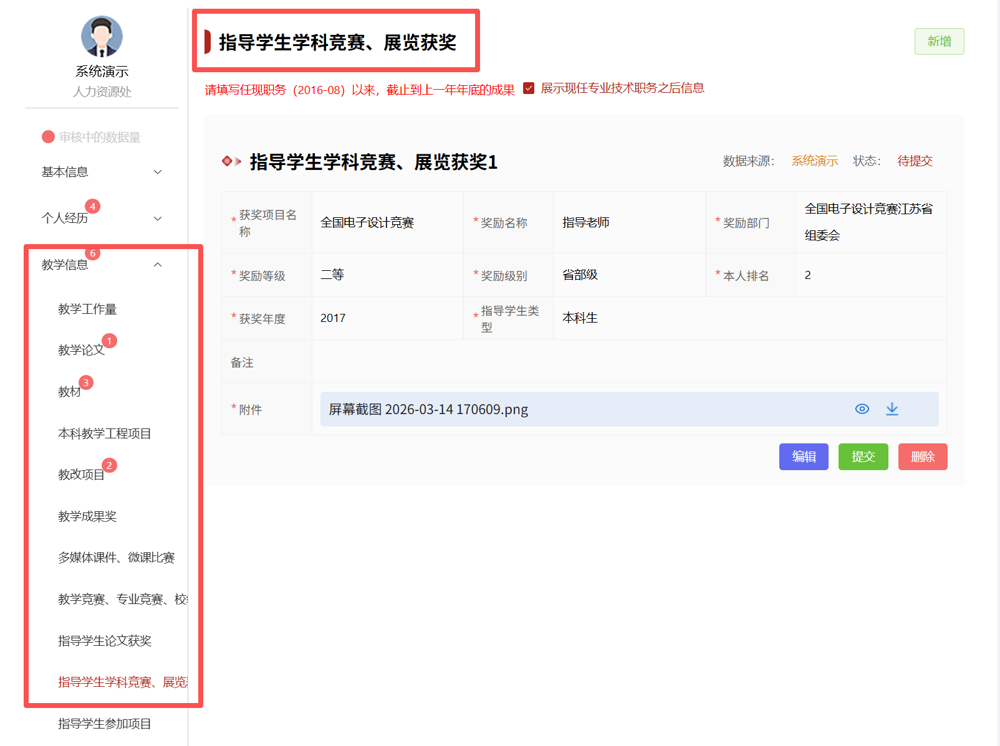 系统演示
人力资源处
审核中的数据量
基本信息
个人经历
4
教学信息
6
教学工作量
教学论文
1
教材
3
本科教学工程项目
教改项目
2
教学成果奖
多媒体课件、微课比赛
教学竞赛、专业竞赛、校
指导学生论文获奖
指导学生学科竞赛、展览
指导学生参加项目
指导学生学科竞赛、展览获奖
新增
请填写任现职务（2016-08）以来，截止到上一年年底的成果
展示现任专业技术职务之后信息
指导学生学科竞赛、展览获奖1
数据来源： 系统演示 状态： 待提交
*获奖项目名
称
全国电子设计竞赛
*奖励名称
指导老师
*奖励部门
全国电子设计竞赛江苏省
组委会
*奖励等级
二等
*奖励级别
省部级
*本人排名
2
*获奖年度
2017
*指导学生类
型
本科生
备注
*附件
屏幕截图 2026-03-14 170609.png
编辑
提交
删除